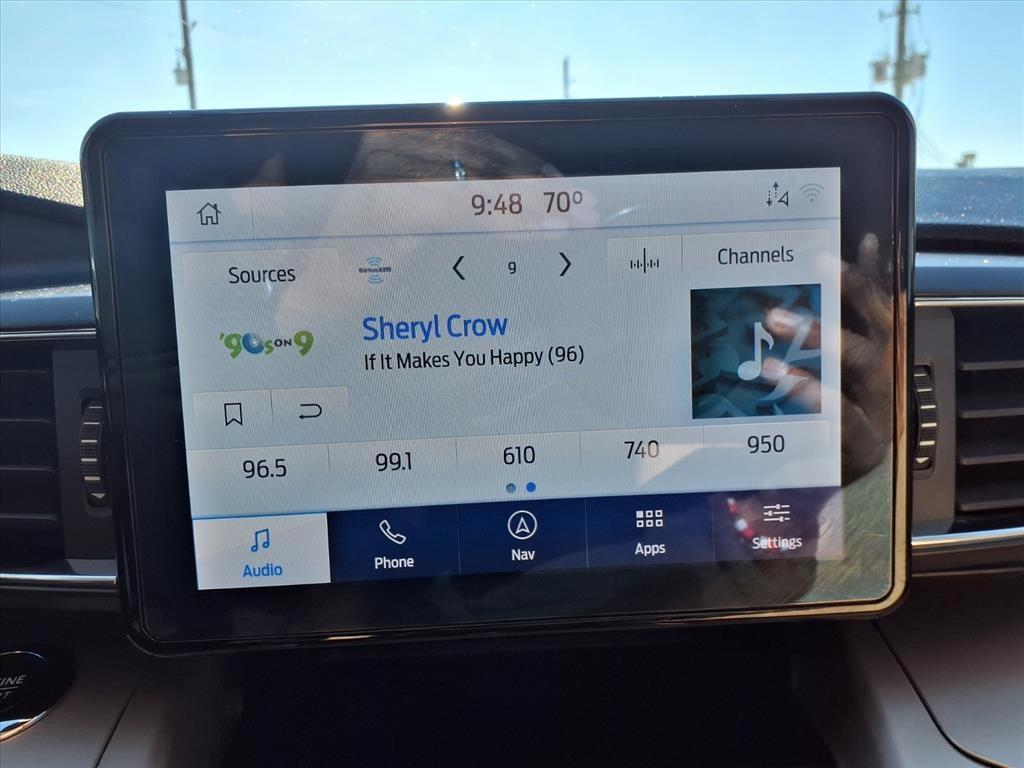 9:48 70°
Sources
SiriusXM
9
Channels
'90s ON 9
Sheryl Crow
If It Makes You Happy (96)
96.5
99.1
610
740
950
Audio
Phone
Nav
Apps
Settings